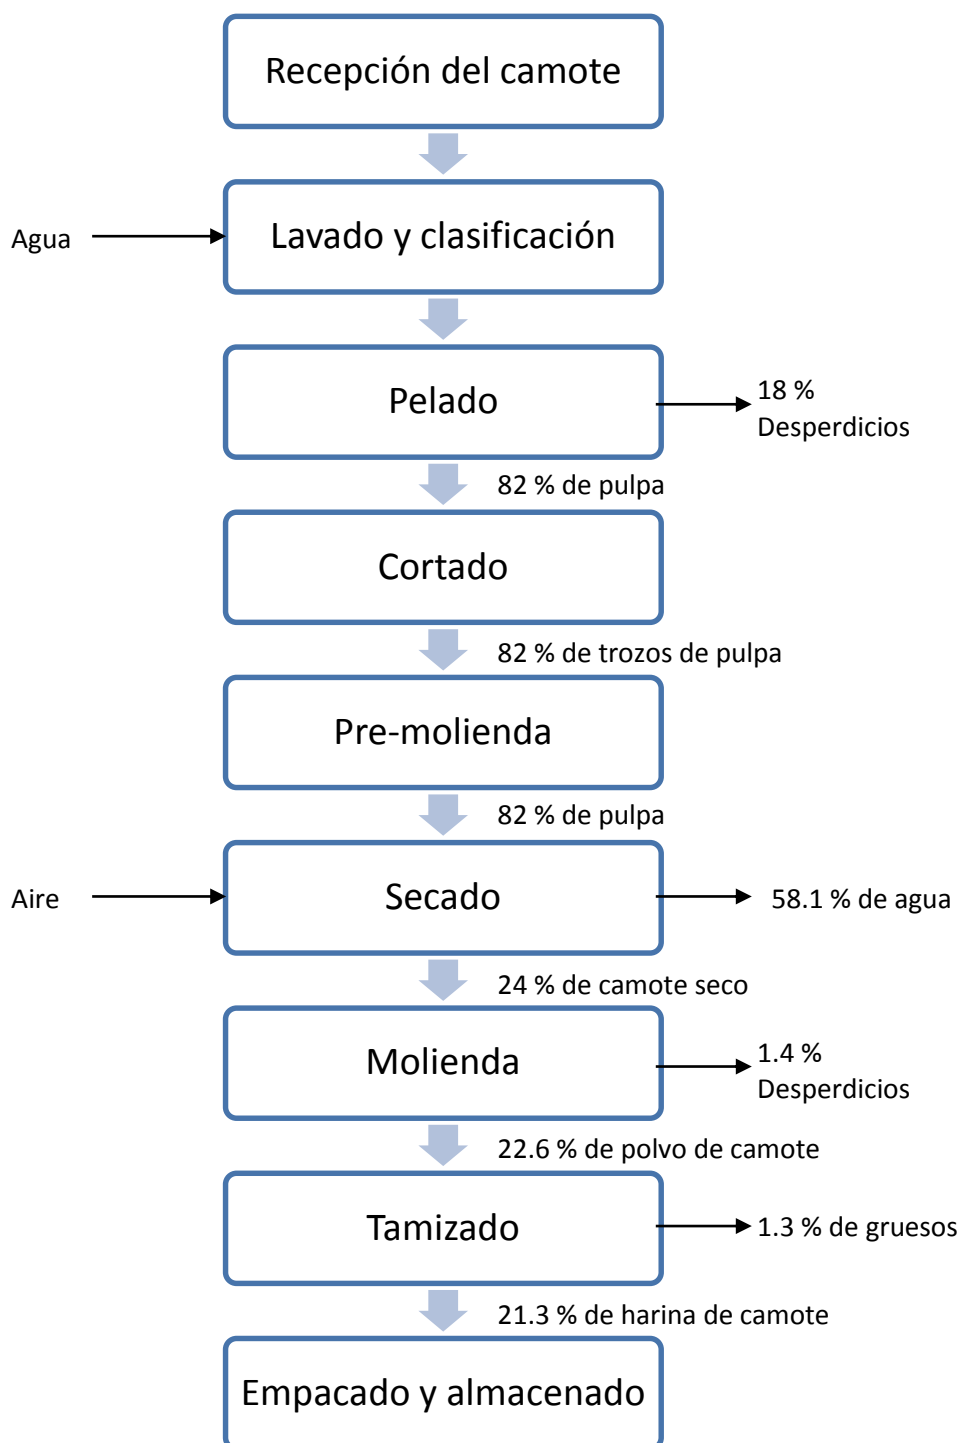 Recepción del camote
Agua
Lavado y clasificación
Pelado
18 %
Desperdicios
82 % de pulpa
Cortado
82 % de trozos de pulpa
Pre-molienda
82 % de pulpa
Aire
Secado
58.1 % de agua
24 % de camote seco
Molienda
1.4 %
Desperdicios
22.6 % de polvo de camote
Tamizado
1.3 % de gruesos
21.3 % de harina de camote
Empacado y almacenado